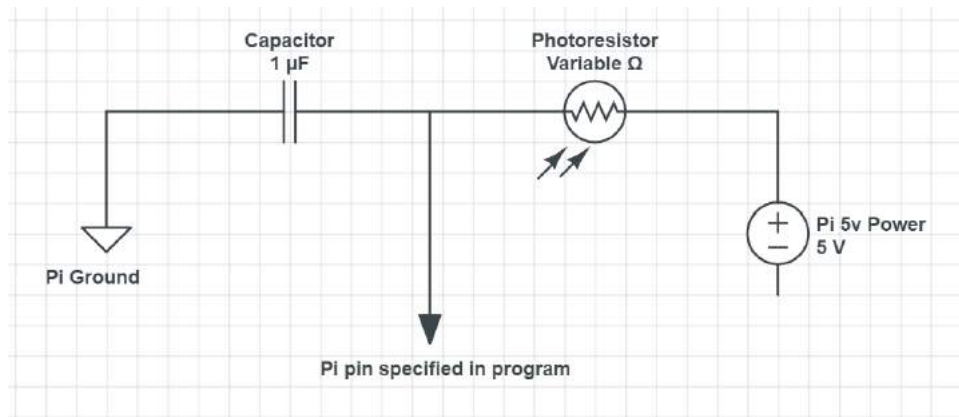 Capacitor
1 µF
Photoresistor
Variable Ω
+
−
Pi 5v Power
5 V
Pi Ground
Pi pin specified in program